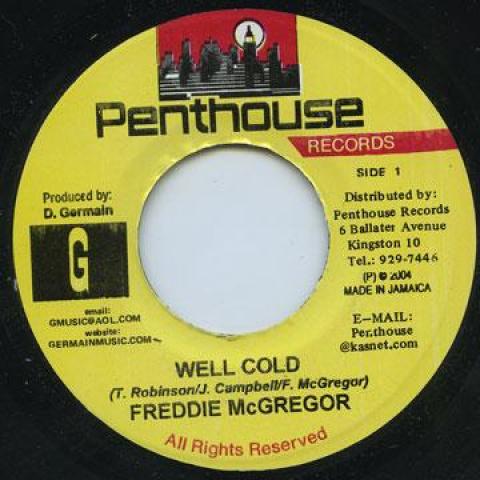 Penthouse
RECORDS
SIDE 1
Produced by:
D. Germain
G
email:
GMUSIC@AOL.COM
website:
GERMAINMUSIC.COM
Distributed by:
Penthouse Records
6 Ballater Avenue
Kingston 10
Tel.: 929-7446
(P) © 2004
MADE IN JAMAICA
E-MAIL:
Per.thouse
@kasnet.com
WELL COLD
(T. Robinson/J. Campbell/F. McGregor)
FREDDIE McGREGOR
All Rights Reserved